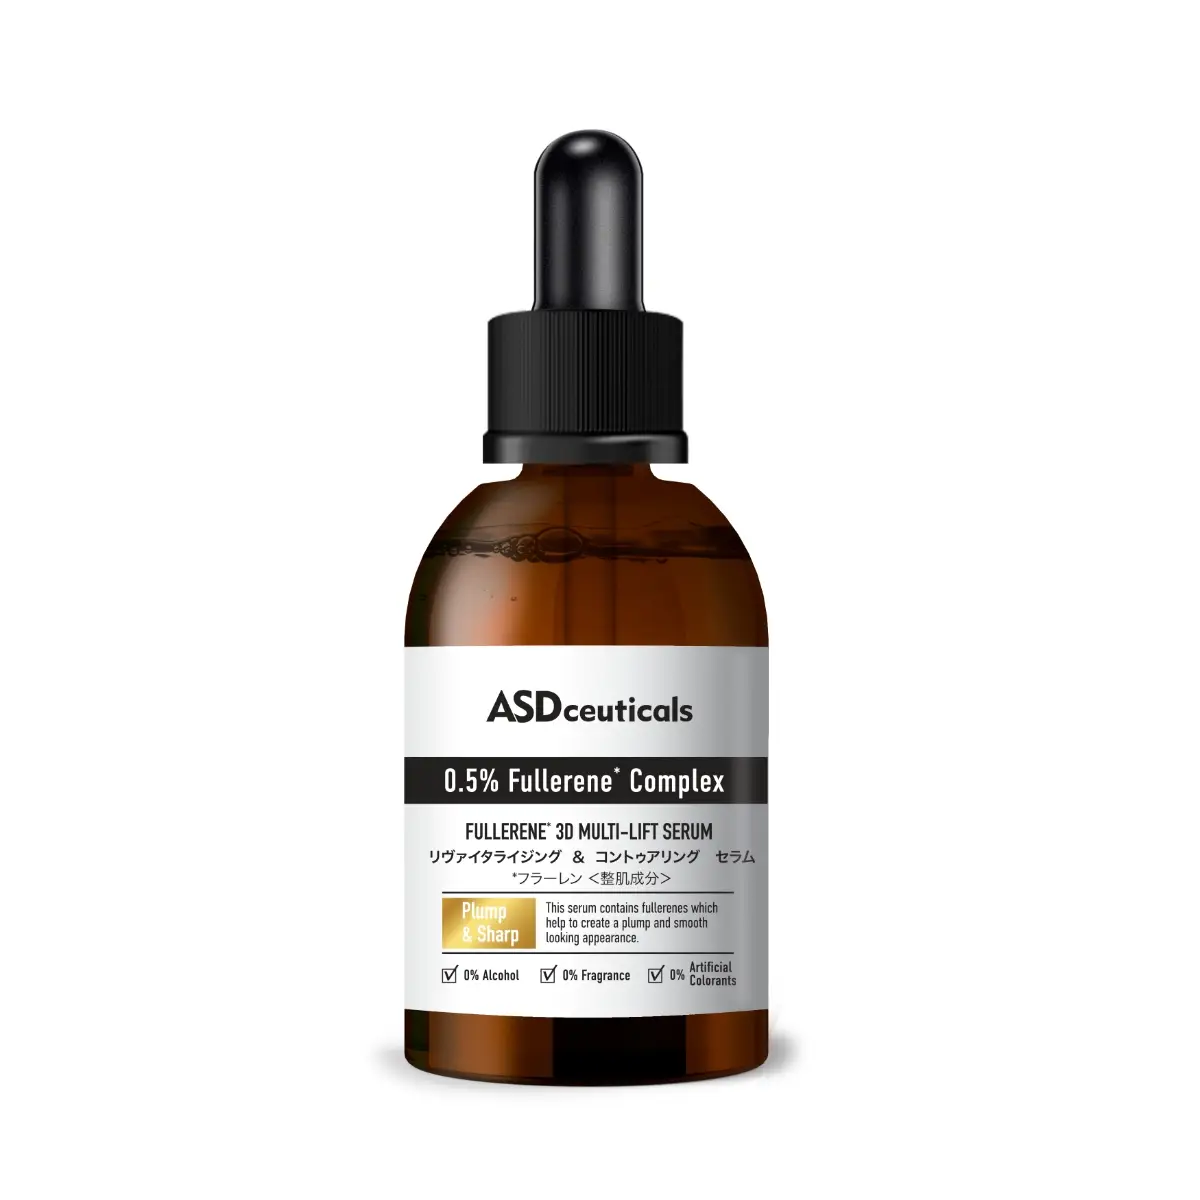 ASDceuticals
0.5% Fullerene* Complex
FULLERENE* 3D MULTI-LIFT SERUM
リヴァイタライジング & コントゥアリング セラム
*フラーレン＜整肌成分＞
Plump
& Sharp
This serum contains fullerenes which
help to create a plump and smooth
looking appearance.
0% Alcohol 0% Fragrance 0% Artificial
Colorants